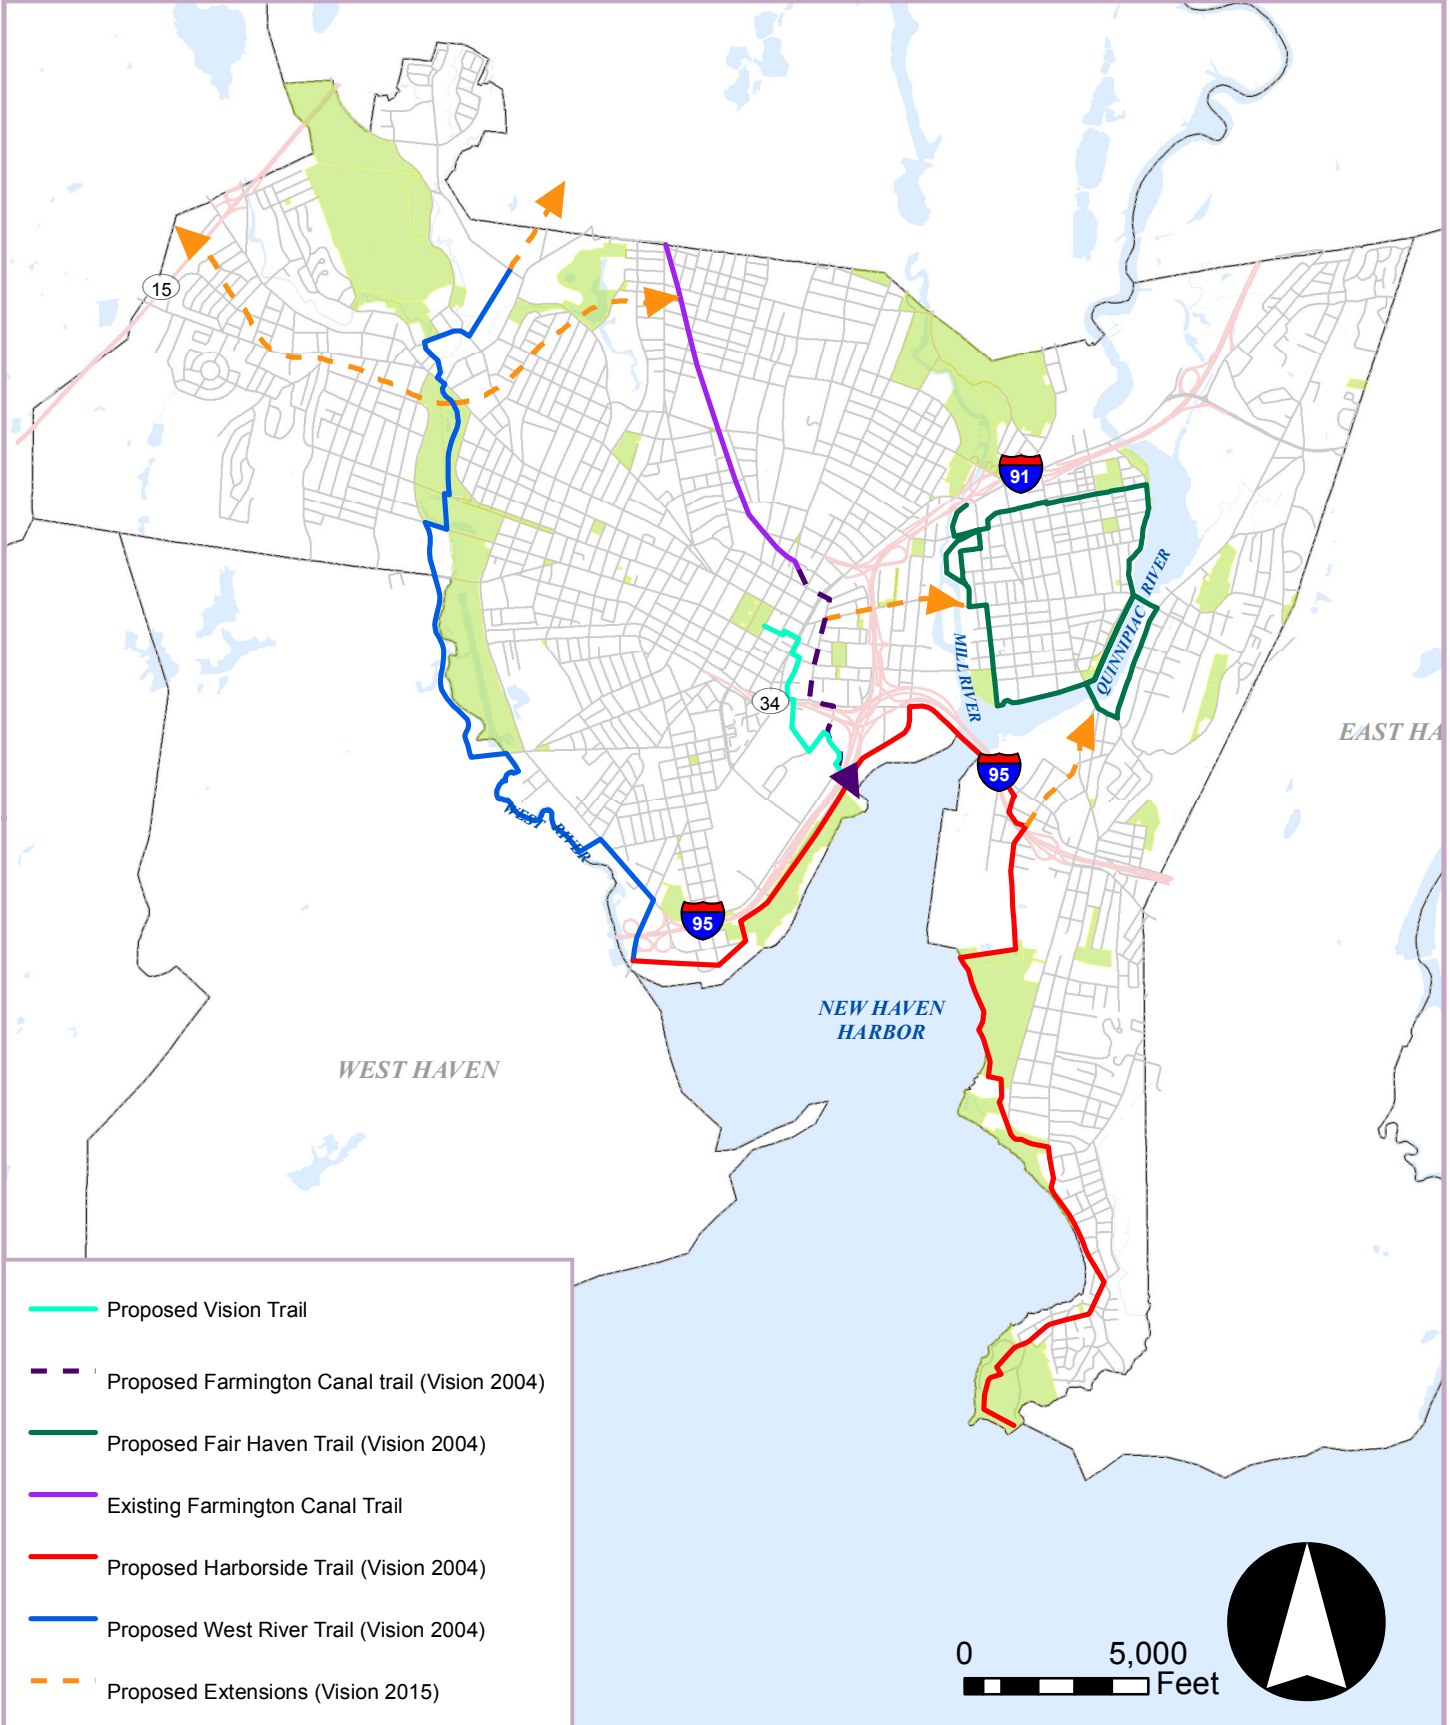 15
91
MILL RIVER
QUINNIPIAC RIVER
34
EAST HA
95
WEST RIVER
95
NEW HAVEN
HARBOR
WEST HAVEN
Proposed Vision Trail
Proposed Farmington Canal trail (Vision 2004)
Proposed Fair Haven Trail (Vision 2004)
Existing Farmington Canal Trail
Proposed Harborside Trail (Vision 2004)
Proposed West River Trail (Vision 2004)
Proposed Extensions (Vision 2015)
0 5,000
Feet